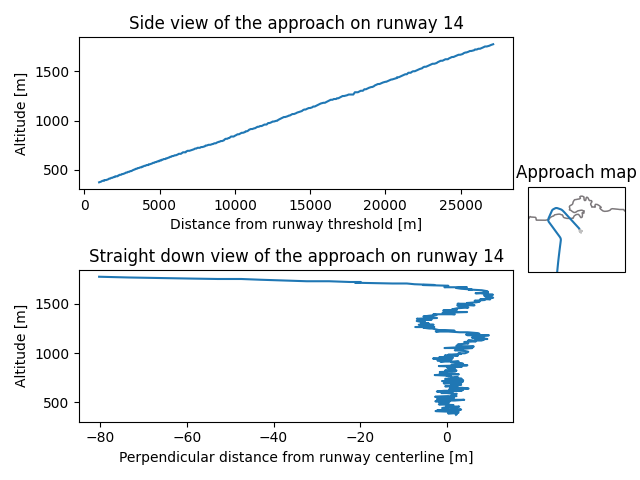 Side view of the approach on runway 14
Altitude [m]
1500
1000
500
0 5000 10000 15000 20000 25000
Distance from runway threshold [m]
Approach map
Straight down view of the approach on runway 14
Altitude [m]
1500
1000
500
−80 −60 −40 −20 0
Perpendicular distance from runway centerline [m]